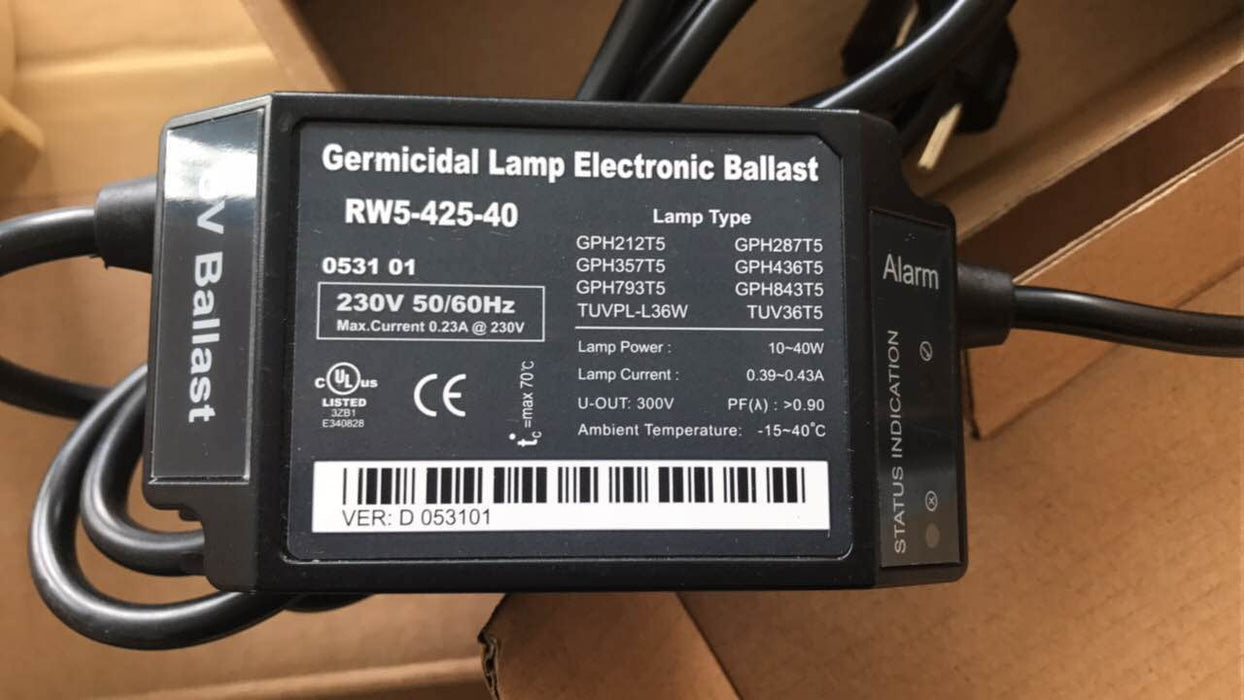 V Ballast
Germicidal Lamp Electronic Ballast
RW5-425-40
0531 01
230V 50/60Hz
Max.Current 0.23A @ 230V
C UL US
LISTED
3ZB1
E340828
CE
tc =max 70℃
Lamp Type
GPH212T5 GPH287T5
GPH357T5 GPH436T5
GPH793T5 GPH843T5
TUVPL-L36W TUV36T5
Lamp Power : 10~40W
Lamp Current : 0.39~0.43A
U-OUT: 300V PF(λ) : >0.90
Ambient Temperature: -15~40°C
VER: D 053101
Alarm
STATUS INDICATION